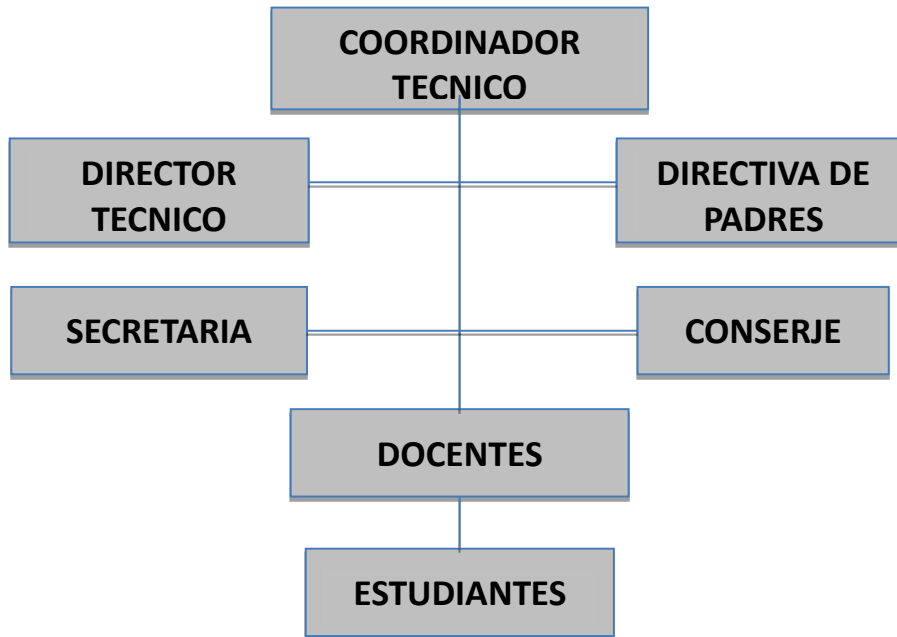 COORDINADOR
TECNICO
DIRECTOR
TECNICO
DIRECTIVA DE
PADRES
SECRETARIA
CONSERJE
DOCENTES
ESTUDIANTES